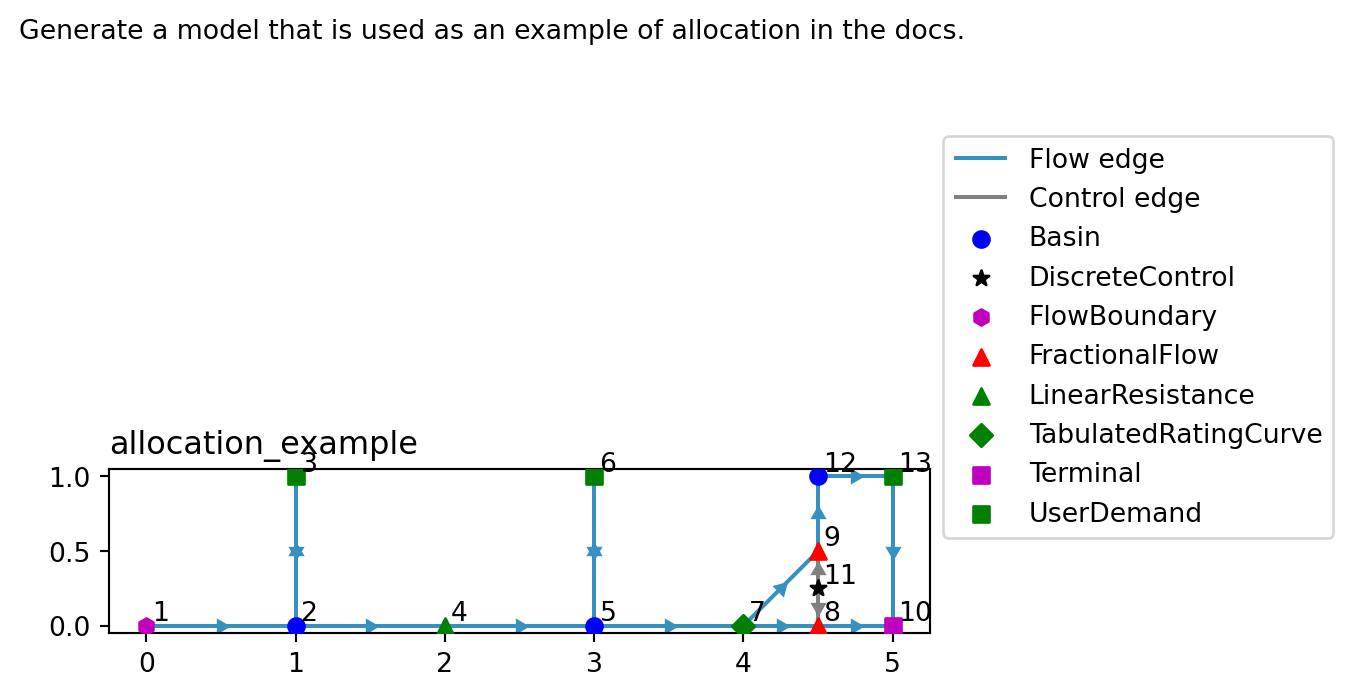 Generate a model that is used as an example of allocation in the docs.
Flow edge
Control edge
Basin
DiscreteControl
FlowBoundary
FractionalFlow
LinearResistance
TabulatedRatingCurve
Terminal
UserDemand
allocation_example
3 6 12 13
1.0
9
0.5
11
1 2 4 5 7 8 10
0.0
0 1 2 3 4 5